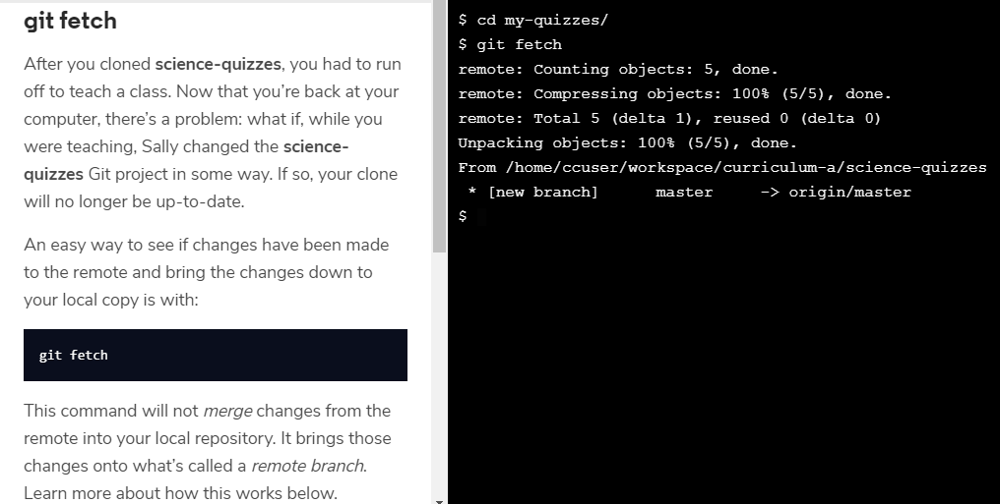 git fetch
After you cloned science-quizzes, you had to run
off to teach a class. Now that you’re back at your
computer, there’s a problem: what if, while you
were teaching, Sally changed the science-
quizzes Git project in some way. If so, your clone
will no longer be up-to-date.
An easy way to see if changes have been made
to the remote and bring the changes down to
your local copy is with:
git fetch
This command will not merge changes from the
remote into your local repository. It brings those
changes onto what’s called a remote branch.
Learn more about how this works below.
$ cd my-quizzes/
$ git fetch
remote: Counting objects: 5, done.
remote: Compressing objects: 100% (5/5), done.
remote: Total 5 (delta 1), reused 0 (delta 0)
Unpacking objects: 100% (5/5), done.
From /home/ccuser/workspace/curriculum-a/science-quizzes
 * [new branch]      master     -> origin/master
$